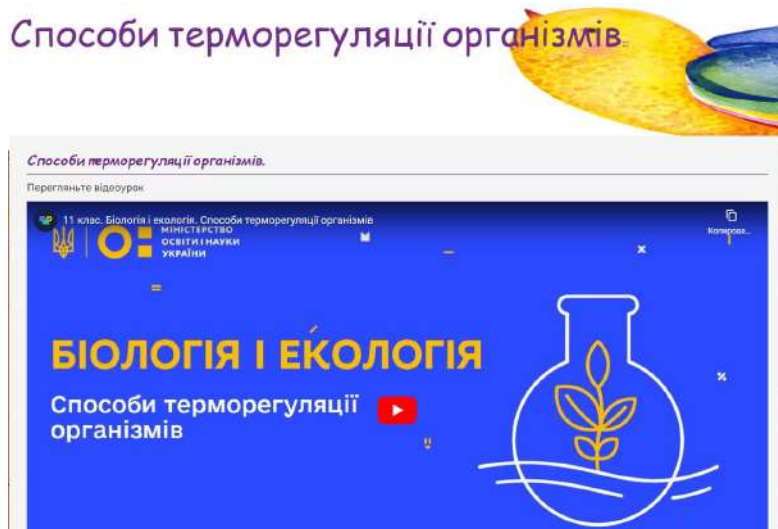 Способи терморегуляції організмів
Способи терморегуляції організмів.
Перегляньте відеоурок
11 клас. Біологія і екологія. Способи терморегуляції організмів
Копирова...
МІНІСТЕРСТВО
ОСВІТИ І НАУКИ
УКРАЇНИ
БІОЛОГІЯ І ЕКОЛОГІЯ
Способи терморегуляції
організмів